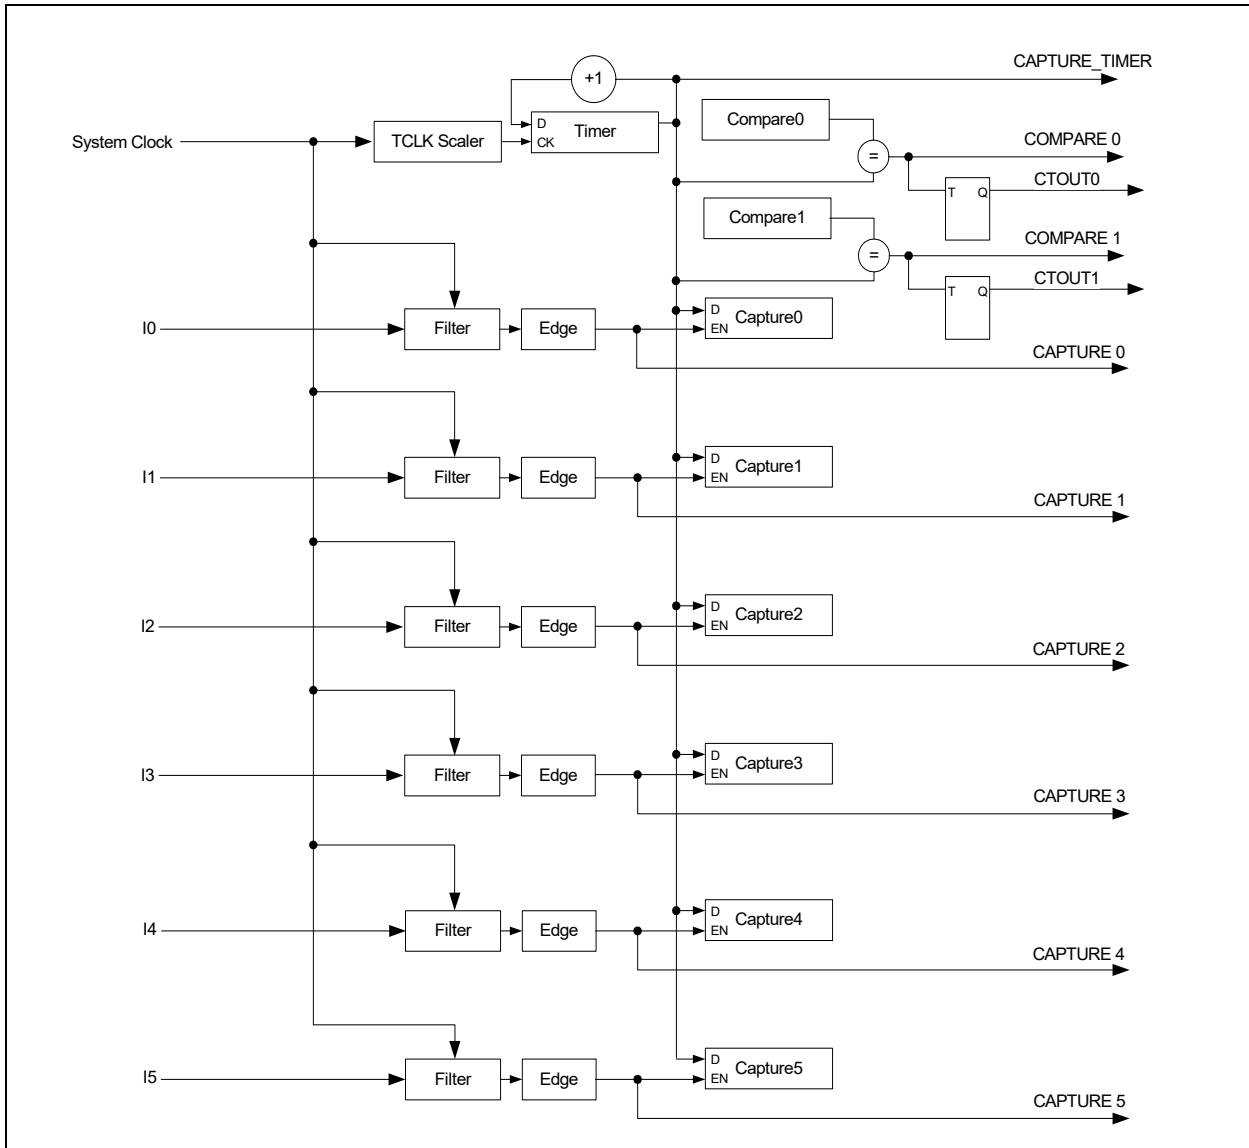 CAPTURE_TIMER
+1
Compare0
D
Timer
System Clock
TCLK Scaler
CK
COMPARE 0
=
CTOUT0
T Q
Compare1
COMPARE 1
=
CTOUT1
T Q
D
Capture0
I0
Filter
Edge
EN
CAPTURE 0
D
Capture1
I1
Filter
Edge
EN
CAPTURE 1
D
Capture2
I2
Filter
Edge
EN
CAPTURE 2
D
Capture3
I3
Filter
Edge
EN
CAPTURE 3
D
Capture4
I4
Filter
Edge
EN
CAPTURE 4
D
Capture5
I5
Filter
Edge
EN
CAPTURE 5